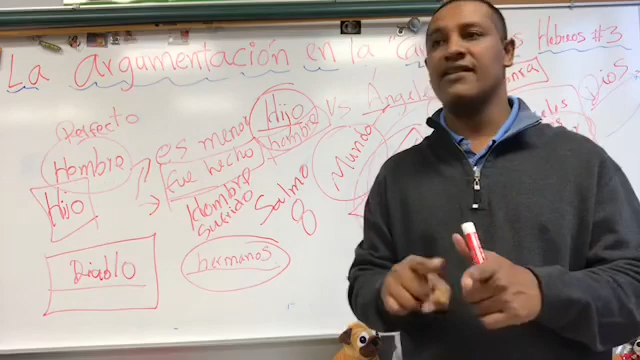 La argumentación en la Hebreos #3
Perfecto
Hombre
Hijo
Diablo
es menor
Fue hecho
Hombre
sufrido
hermanos
Hijo
hombre
Salmo
8
vs Ángel
Mundo
Dios